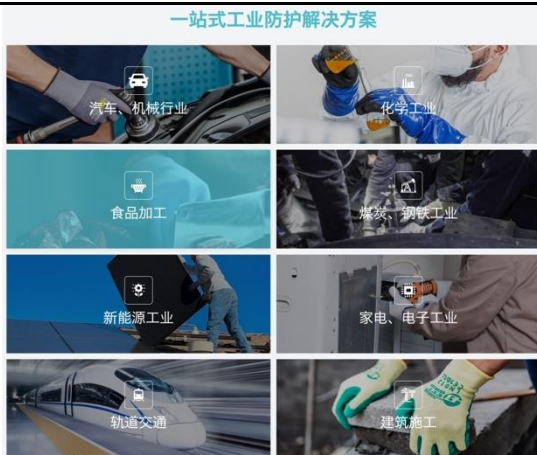 一站式工业防护解决方案
汽车、机械行业
化学工业
食品加工
煤炭、钢铁工业
新能源工业
家电、电子工业
轨道交通
建筑施工